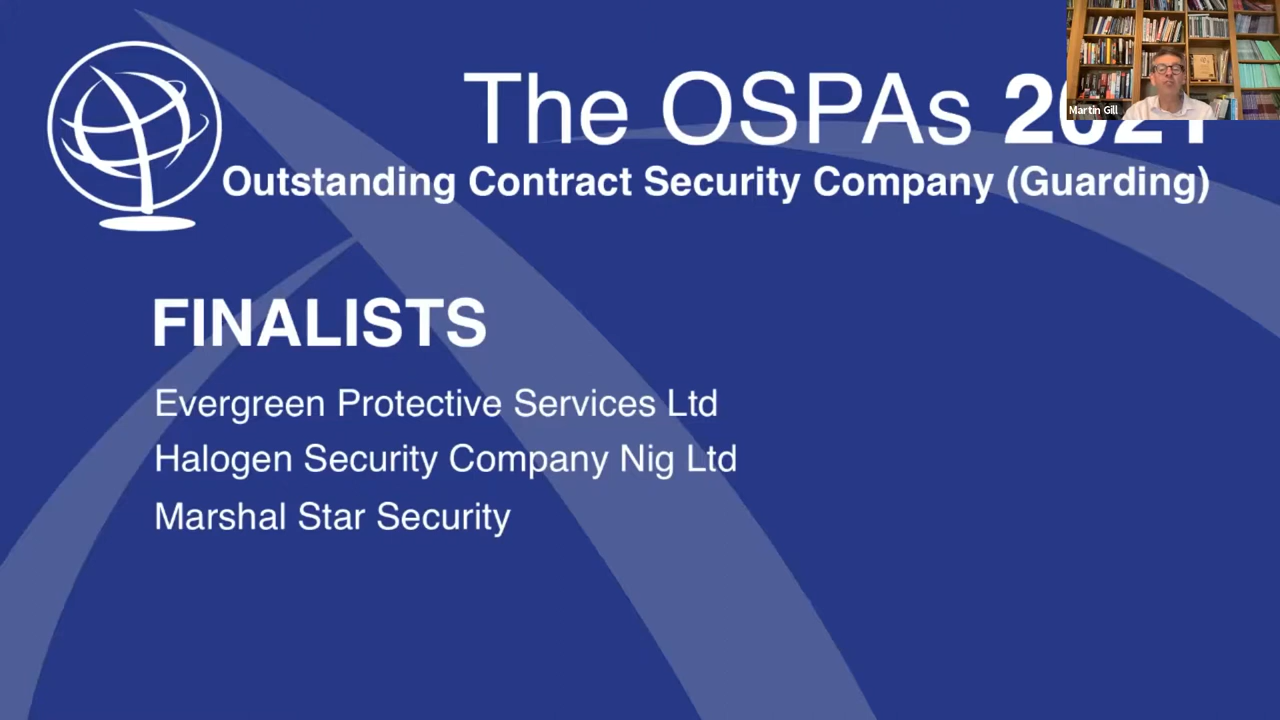 The OSPAs 2021
Martin Gill
Outstanding Contract Security Company (Guarding)
FINALISTS
Evergreen Protective Services Ltd
Halogen Security Company Nig Ltd
Marshal Star Security